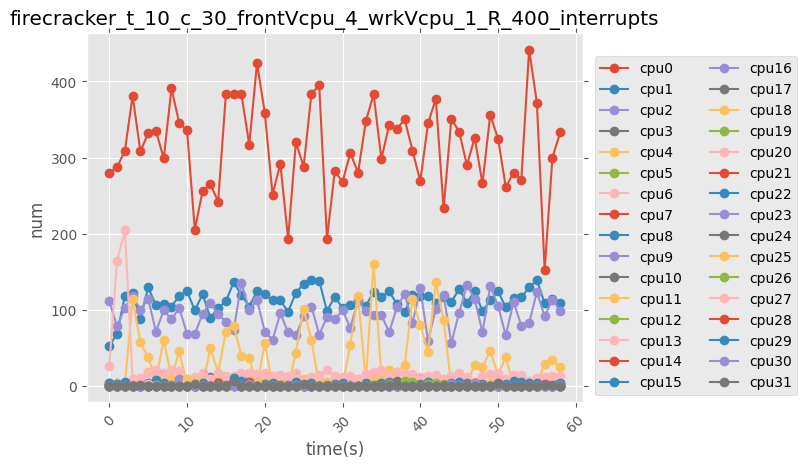 firecracker_t_10_c_30_frontVcpu_4_wrkVcpu_1_R_400_interrupts
400
300
200
100
0
num
0
10
20
30
40
50
60
time(s)
cpu0
cpu1
cpu2
cpu3
cpu4
cpu5
cpu6
cpu7
cpu8
cpu9
cpu10
cpu11
cpu12
cpu13
cpu14
cpu15
cpu16
cpu17
cpu18
cpu19
cpu20
cpu21
cpu22
cpu23
cpu24
cpu25
cpu26
cpu27
cpu28
cpu29
cpu30
cpu31